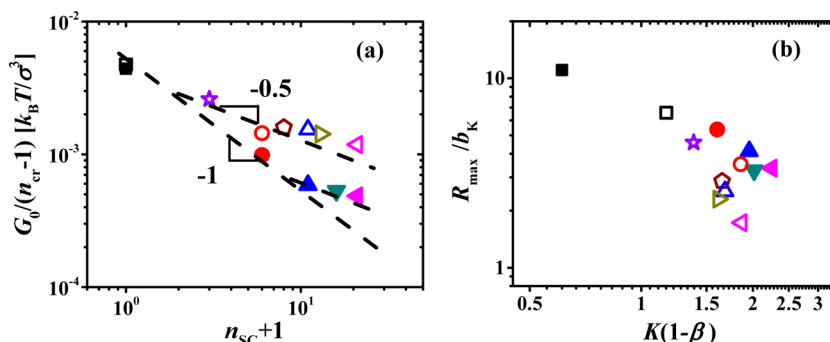 (a)
G₀/(n_cr -1) [k_BT/σ³]
10⁻²
10⁻³
10⁻⁴
-0.5
-1
10⁰
10¹
n_SC+1
(b)
R_max/b_K
10
1
0.5
1
1.5
2
2.5
3
K(1-β)